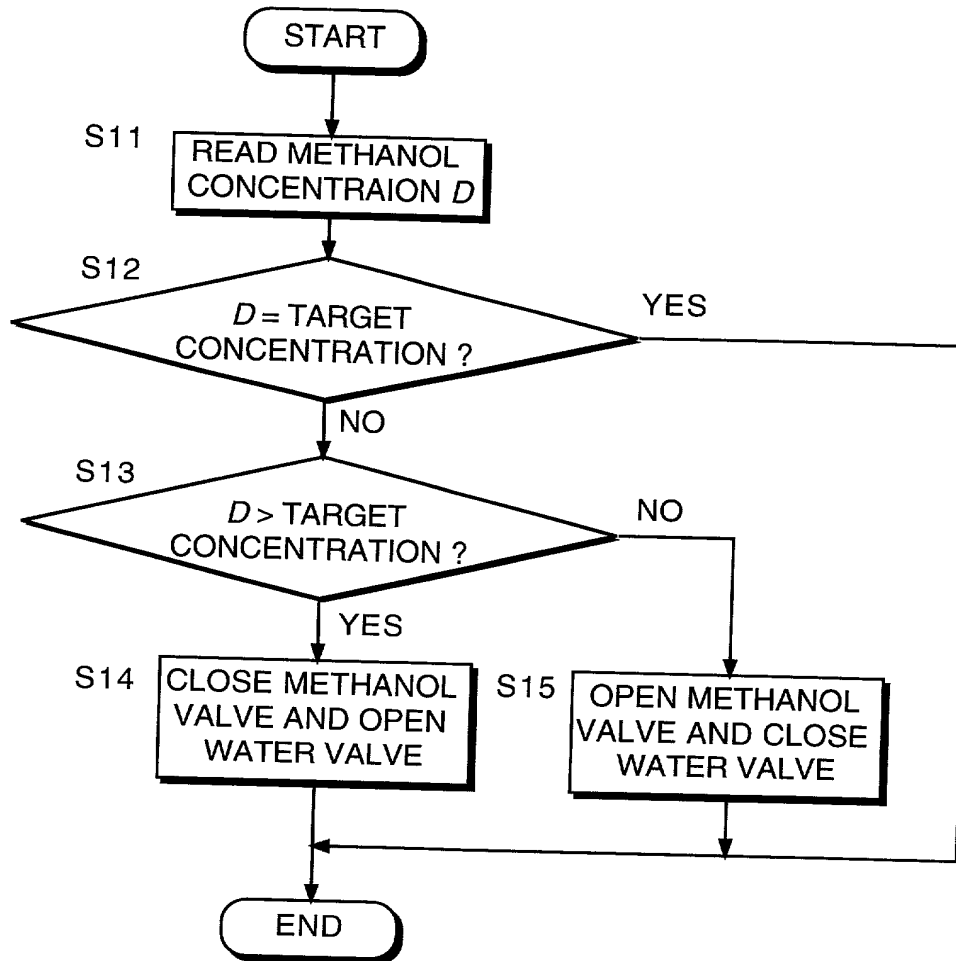 START
S11
READ METHANOL
CONCENTRAION D
S12
D = TARGET
CONCENTRATION ?
YES
NO
S13
D > TARGET
CONCENTRATION ?
NO
YES
S14
CLOSE METHANOL
VALVE AND OPEN
WATER VALVE
S15
OPEN METHANOL
VALVE AND CLOSE
WATER VALVE
END